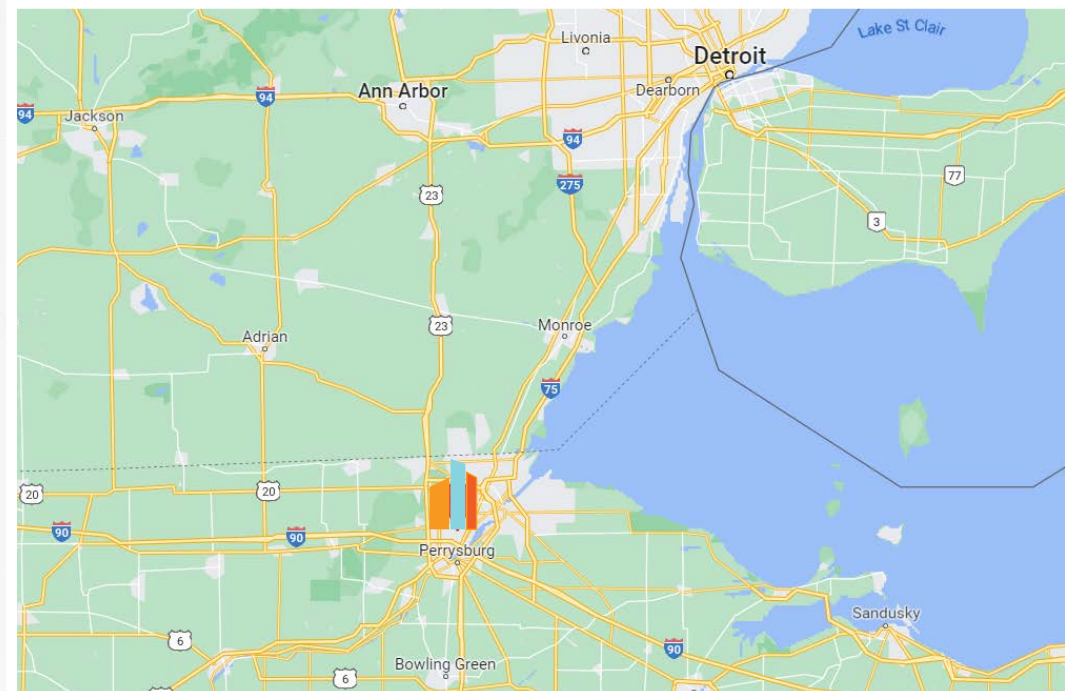 Lake St Clair
Livonia
Detroit
Ann Arbor
Dearborn
94
94
Jackson
94
275
77
23
3
23
Monroe
Adrian
75
20
20
90
90
Perrysburg
Sandusky
6
90
Bowling Green
6